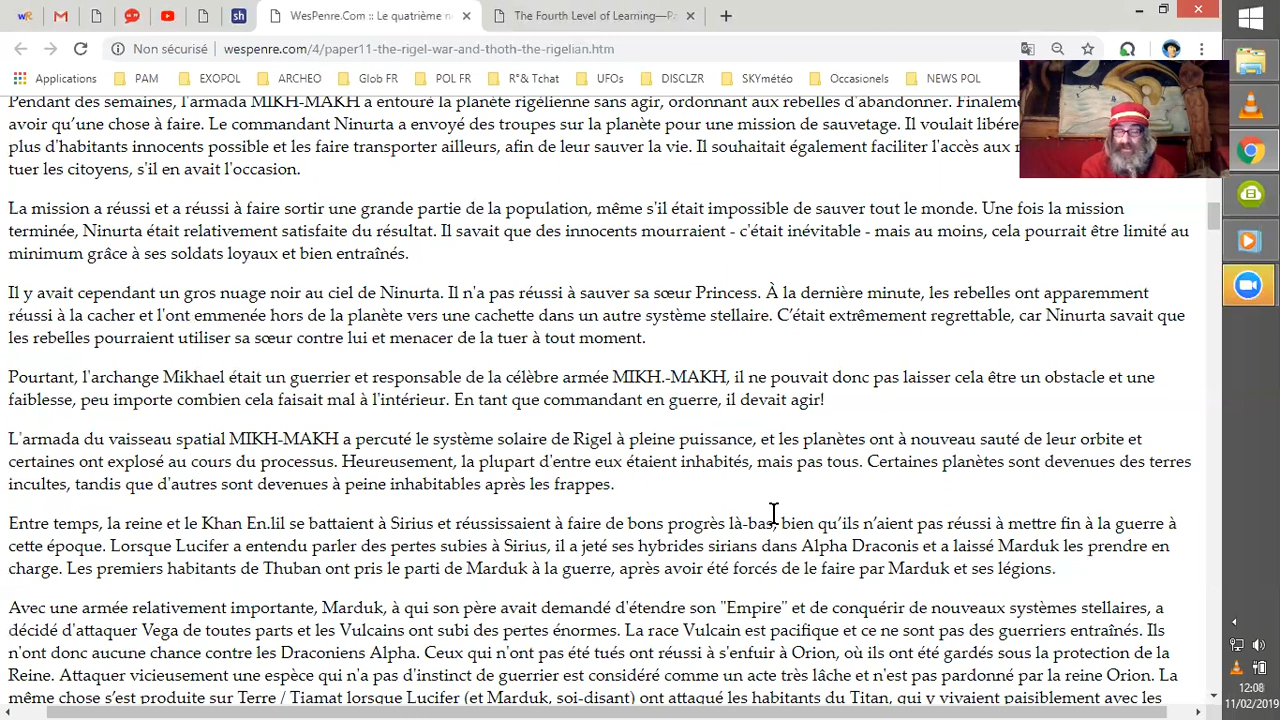 WesPenre.Com :: Le quatrième n
The Fourth Level of Learning—Pa
Non sécurisé
wespenre.com/4/paper11-the-rigel-war-and-thoth-the-rigelian.htm
Applications PAM EXOPOL ARCHEO Glob FR POL FR R°& Tchat UFOs DISCLZR SKYmétéo Occasionels NEWS POL
Pendant des semaines, l'armada MIKH-MAKH a entouré la planète rigélienne sans agir, ordonnant aux rebelles d'abandonner. Finaleme
avoir qu'une chose à faire. Le commandant Ninurta a envoyé des troupes sur la planète pour une mission de sauvetage. Il voulait libére
plus d'habitants innocents possible et les faire transporter ailleurs, afin de leur sauver la vie. Il souhaitait également faciliter l'accès aux
tuer les citoyens, s'il en avait l'occasion.
La mission a réussi et a réussi à faire sortir une grande partie de la population, même s'il était impossible de sauver tout le monde. Une fois la mission
terminée, Ninurta était relativement satisfaite du résultat. Il savait que des innocents mourraient - c'était inévitable - mais au moins, cela pourrait être limité au
minimum grâce à ses soldats loyaux et bien entraînés.
Il y avait cependant un gros nuage noir au ciel de Ninurta. Il n'a pas réussi à sauver sa sœur Princess. À la dernière minute, les rebelles ont apparemment
réussi à la cacher et l'ont emmenée hors de la planète vers une cachette dans un autre système stellaire. C'était extrêmement regrettable, car Ninurta savait que
les rebelles pourraient utiliser sa sœur contre lui et menacer de la tuer à tout moment.
Pourtant, l'archange Mikhael était un guerrier et responsable de la célèbre armée MIKH.-MAKH, il ne pouvait donc pas laisser cela être un obstacle et une
faiblesse, peu importe combien cela faisait mal à l'intérieur. En tant que commandant en guerre, il devait agir!
L'armada du vaisseau spatial MIKH-MAKH a percuté le système solaire de Rigel à pleine puissance, et les planètes ont à nouveau sauté de leur orbite et
certaines ont explosé au cours du processus. Heureusement, la plupart d'entre eux étaient inhabités, mais pas tous. Certaines planètes sont devenues des terres
incultes, tandis que d'autres sont devenues à peine inhabitables après les frappes.
Entre temps, la reine et le Khan En.lil se battaient à Sirius et réussissaient à faire de bons progrès là-bas, bien qu'ils n'aient pas réussi à mettre fin à la guerre à
cette époque. Lorsque Lucifer a entendu parler des pertes subies à Sirius, il a jeté ses hybrides sirians dans Alpha Draconis et a laissé Marduk les prendre en
charge. Les premiers habitants de Thuban ont pris le parti de Marduk à la guerre, après avoir été forcés de le faire par Marduk et ses légions.
Avec une armée relativement importante, Marduk, à qui son père avait demandé d'étendre son "Empire" et de conquérir de nouveaux systèmes stellaires, a
décidé d'attaquer Vega de toutes parts et les Vulcains ont subi des pertes énormes. La race Vulcain est pacifique et ce ne sont pas des guerriers entraînés. Ils
n'ont donc aucune chance contre les Draconiens Alpha. Ceux qui n'ont pas été tués ont réussi à s'enfuir à Orion, où ils ont été gardés sous la protection de la
Reine. Attaquer vicieusement une espèce qui n'a pas d'instinct de guerrier est considéré comme un acte très lâche et n'est pas pardonné par la reine Orion. La
même chose s'est produite sur Terre / Tiamat lorsque Lucifer (et Marduk, soi-disant) ont attaqué les habitants du Titan, qui y vivaient paisiblement avec les
12:08
11/02/2019